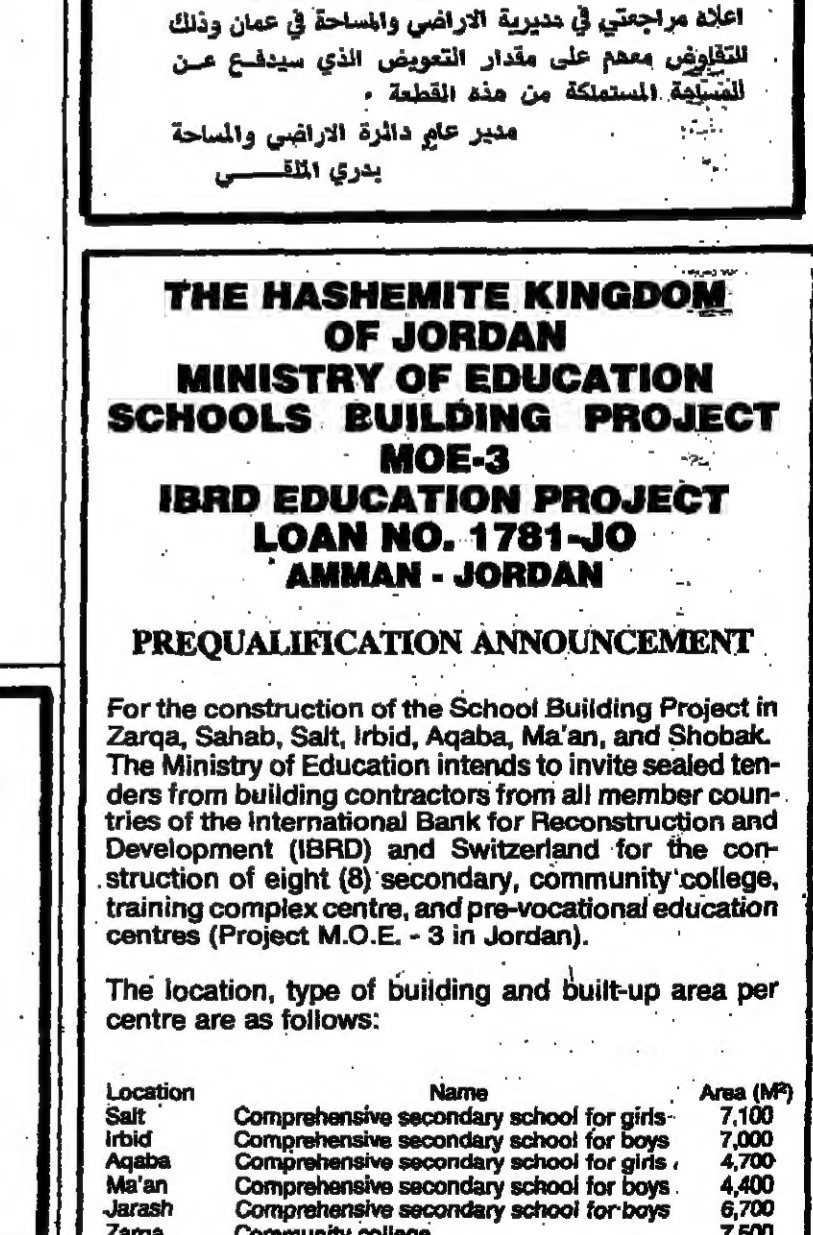 اعلاه مراجعتي في مديرية الاراضي والمساحة في عمان وذلك
للتفاوض معهم على مقدار التعويض الذي سيدفع عن
المساحة المستملكة من هذه القطعة .
مدير عام دائرة الاراضي والمساحة
بدري الملقـــــي
THE HASHEMITE KINGDOM
OF JORDAN
MINISTRY OF EDUCATION
SCHOOLS BUILDING PROJECT
MOE-3
IBRD EDUCATION PROJECT
LOAN NO. 1781-JO
AMMAN - JORDAN
PREQUALIFICATION ANNOUNCEMENT
For the construction of the School Building Project in
Zarqa, Sahab, Salt, Irbid, Aqaba, Ma'an, and Shobak.
The Ministry of Education intends to invite sealed ten-
ders from building contractors from all member coun-
tries of the International Bank for Reconstruction and
Development (IBRD) and Switzerland for the con-
struction of eight (8) secondary, community college,
training complex centre, and pre-vocational education
centres (Project M.O.E. - 3 in Jordan).
The location, type of building and built-up area per
centre are as follows:
Location Name Area (M²)
Salt Comprehensive secondary school for girls 7,100
Irbid Comprehensive secondary school for boys 7,000
Aqaba Comprehensive secondary school for girls 4,700
Ma'an Comprehensive secondary school for boys 4,400
Jarash Comprehensive secondary school for boys 6,700
Zarqa Community college 7,500